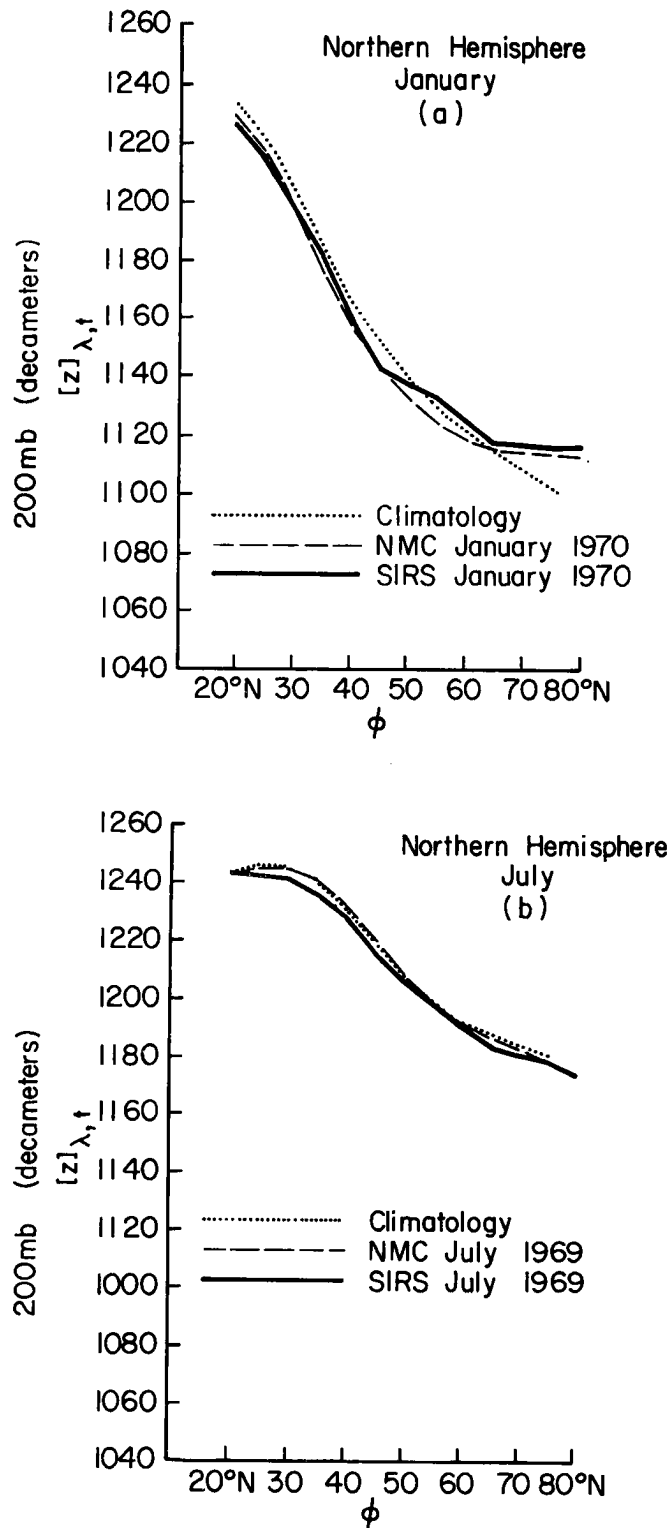 1260
1240
1220
1200
1180
1160
1140
1120
1100
1080
1060
1040
200mb (decameters)
[z]λ,t
Northern Hemisphere
January
(a)
Climatology
NMC January 1970
SIRS January 1970
20°N 30 40 50 60 70 80°N
ϕ
1260
1240
1220
1200
1180
1160
1140
1120
1000
1080
1060
1040
200mb (decameters)
[z]λ,t
Northern Hemisphere
July
(b)
Climatology
NMC July 1969
SIRS July 1969
20°N 30 40 50 60 70 80°N
ϕ